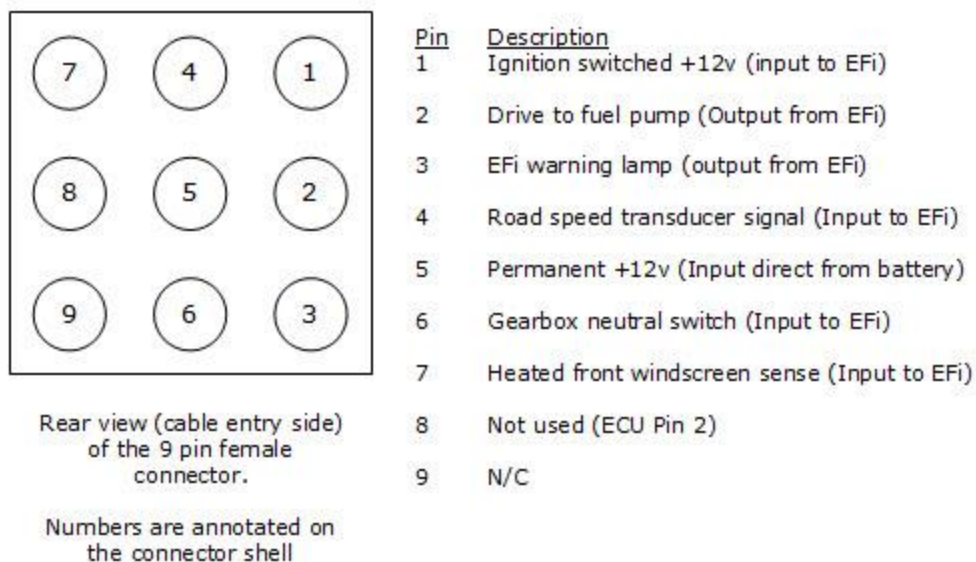 7 4 1
8 5 2
9 6 3
Rear view (cable entry side)
of the 9 pin female
connector.
Numbers are annotated on
the connector shell
Pin Description
1 Ignition switched +12v (input to EFi)
2 Drive to fuel pump (Output from EFi)
3 EFi warning lamp (output from EFi)
4 Road speed transducer signal (Input to EFi)
5 Permanent +12v (Input direct from battery)
6 Gearbox neutral switch (Input to EFi)
7 Heated front windscreen sense (Input to EFi)
8 Not used (ECU Pin 2)
9 N/C